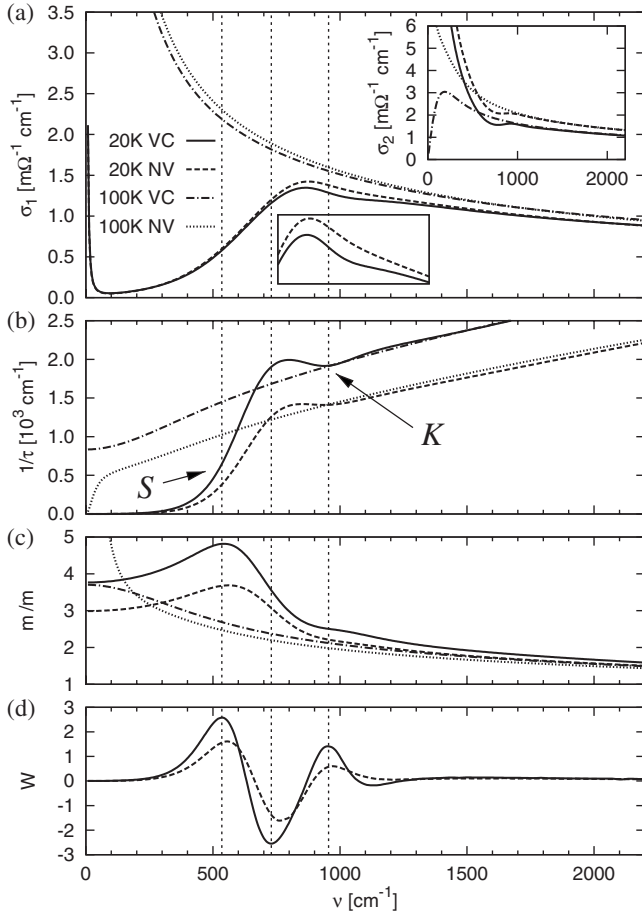 (a)
3.5
3.0
2.5
2.0
1.5
1.0
0.5
0.0
σ1 [mΩ-1 cm-1]
20K VC
20K NV
100K VC
100K NV
6
5
4
3
2
1
0
σ2 [mΩ-1 cm-1]
0 1000 2000
(b)
2.5
2.0
1.5
1.0
0.5
0.0
1/τ [10³ cm-1]
S
K
(c)
5
4
3
2
1
m*/m
(d)
3
2
1
0
-1
-2
-3
W
0 500 1000 1500 2000
ν [cm-1]